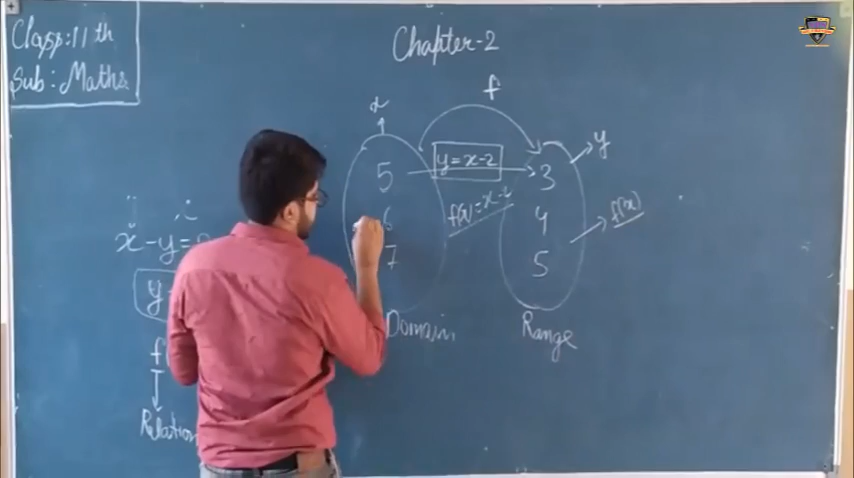 Class: 11th
Sub: Maths
Chapter-2
f
x
y
y = x-2
5
3
f(x) = x-2
f(x)
6
4
x - y =
7
5
y
Domain
Range
f
Relation